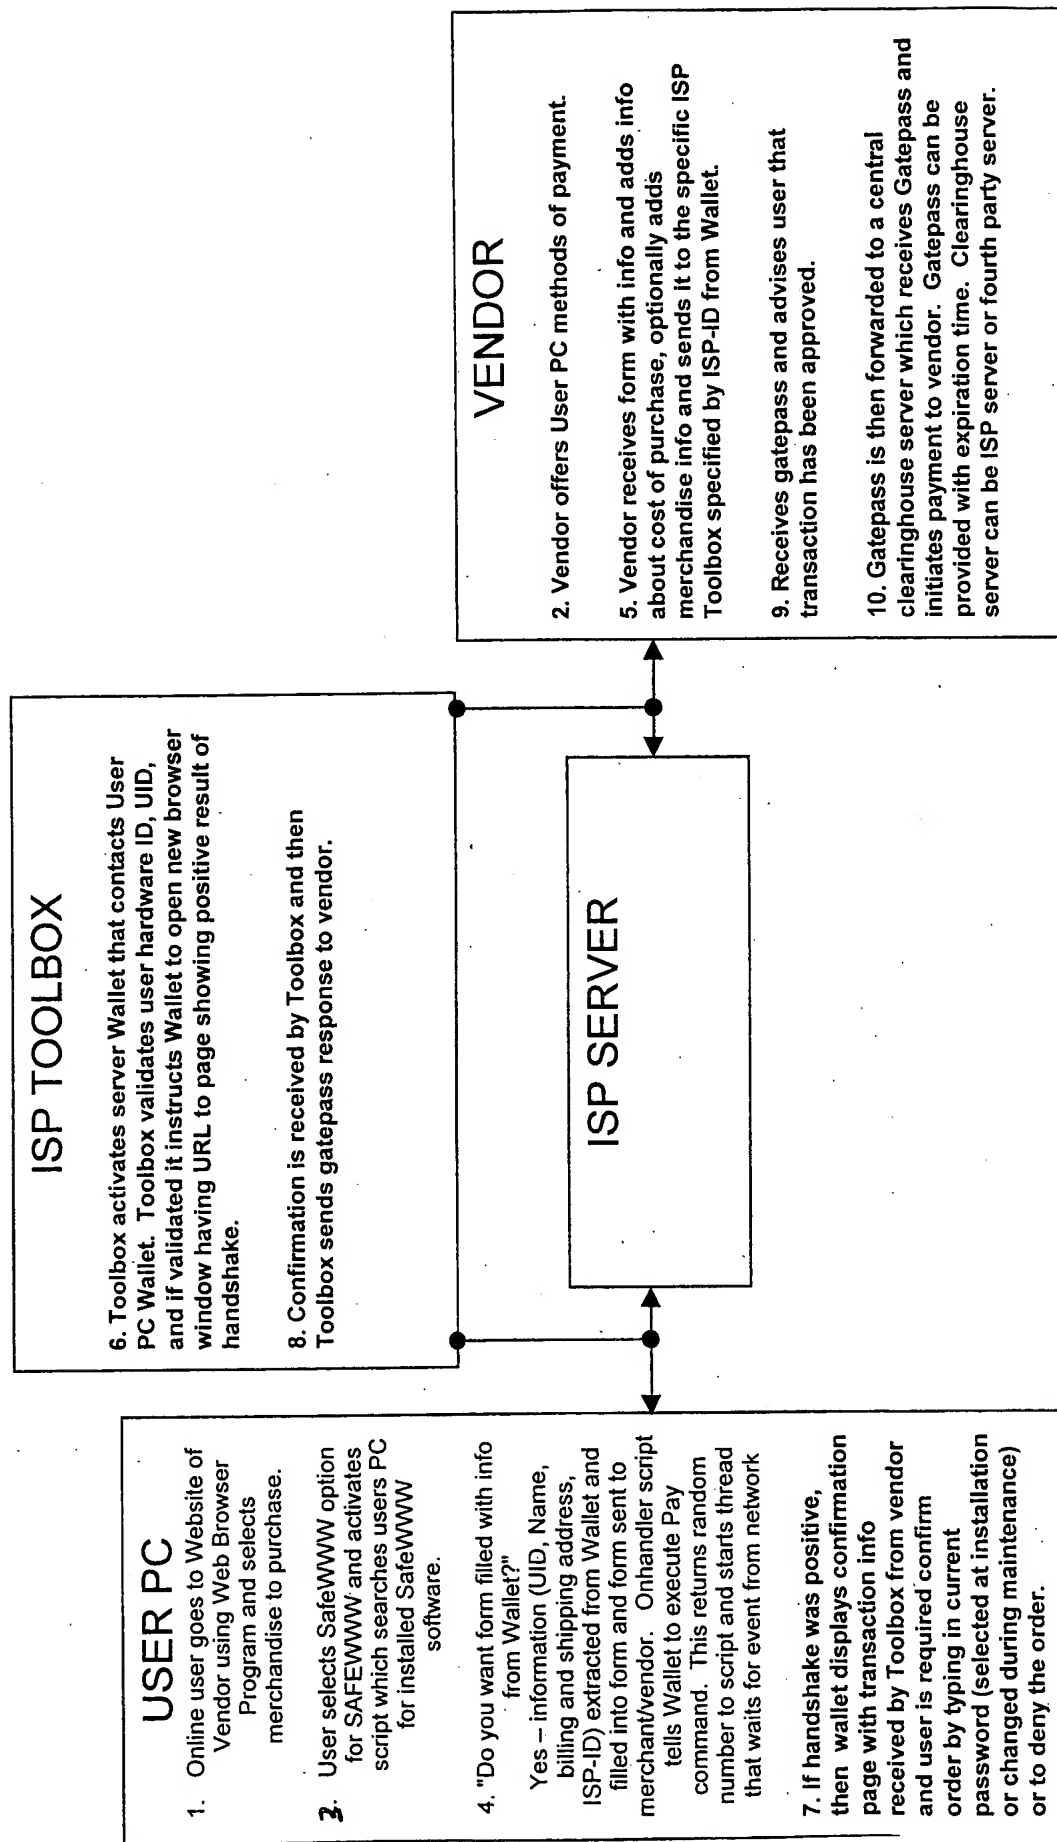 USER PC
1. Online user goes to Website of
Vendor using Web Browser
Program and selects
merchandise to purchase.
3. User selects SafeWWW option
for SAFEWWW and activates
script which searches users PC
for installed SafeWWW
software.
4. "Do you want form filled with info
from Wallet?"
Yes – information (UID, Name,
billing and shipping address,
ISP-ID) extracted from Wallet and
filled into form and form sent to
merchant/vendor. Onhandler script
tells Wallet to execute Pay
command. This returns random
number to script and starts thread
that waits for event from network
7. If handshake was positive,
then wallet displays confirmation
page with transaction info
received by Toolbox from vendor
and user is required confirm
order by typing in current
password (selected at installation
or changed during maintenance)
or to deny the order.
ISP TOOLBOX
6. Toolbox activates server Wallet that contacts User
PC Wallet. Toolbox validates user hardware ID, UID,
and if validated it instructs Wallet to open new browser
window having URL to page showing positive result of
handshake.
8. Confirmation is received by Toolbox and then
Toolbox sends gatepass response to vendor.
ISP SERVER
VENDOR
2. Vendor offers User PC methods of payment.
5. Vendor receives form with info and adds info
about cost of purchase, optionally adds
merchandise info and sends it to the specific ISP
Toolbox specified by ISP-ID from Wallet.
9. Receives gatepass and advises user that
transaction has been approved.
10. Gatepass is then forwarded to a central
clearinghouse server which receives Gatepass and
initiates payment to vendor. Gatepass can be
provided with expiration time. Clearinghouse
server can be ISP server or fourth party server.